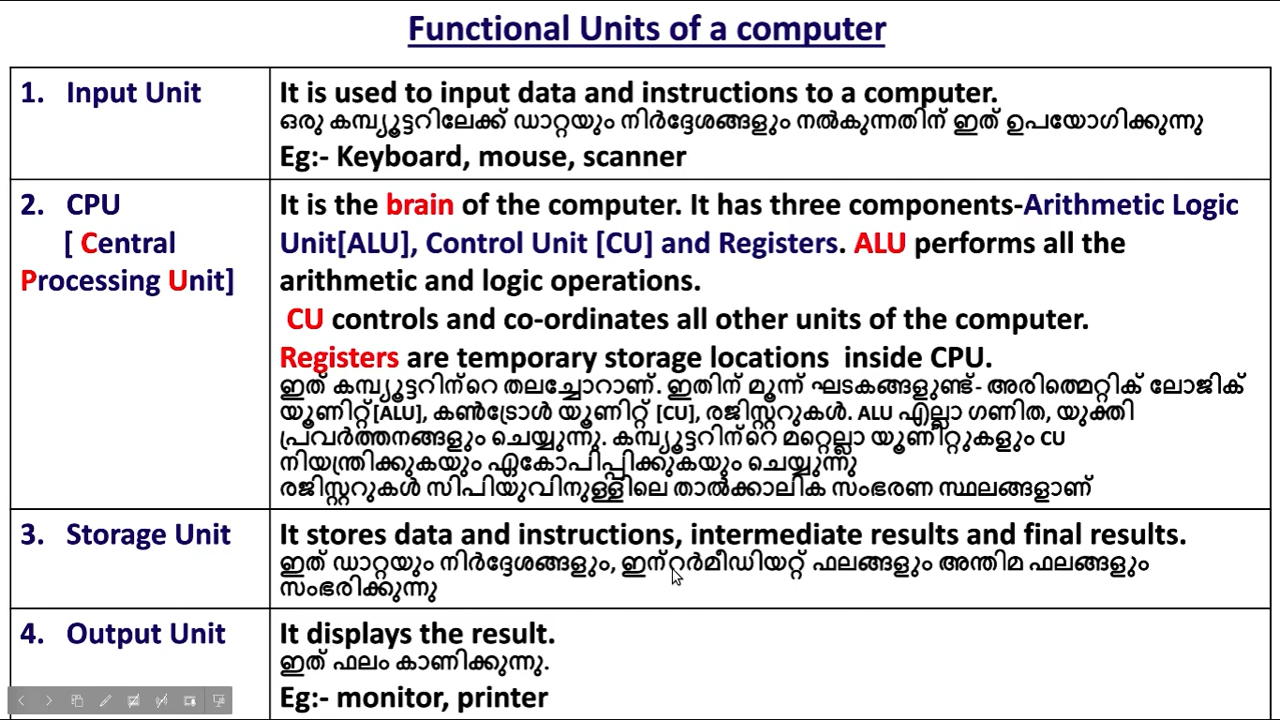 Functional Units of a computer
1. Input Unit
It is used to input data and instructions to a computer.
ഒരു കമ്പ്യൂട്ടറിലേക്ക് ഡാറ്റയും നിർദ്ദേശങ്ങളും നൽകുന്നതിന് ഇത് ഉപയോഗിക്കുന്നു
Eg:- Keyboard, mouse, scanner
2. CPU
[ Central
Processing Unit]
It is the brain of the computer. It has three components-Arithmetic Logic
Unit[ALU], Control Unit [CU] and Registers. ALU performs all the
arithmetic and logic operations.
CU controls and co-ordinates all other units of the computer.
Registers are temporary storage locations inside CPU.
ഇത് കമ്പ്യൂട്ടറിന്റെ തലച്ചോറാണ്. ഇതിന് മൂന്ന് ഘടകങ്ങളുണ്ട്- അരിത്മെറ്റിക് ലോജിക്
യൂണിറ്റ്[ALU], കൺട്രോൾ യൂണിറ്റ് [CU], രജിസ്റ്ററുകൾ. ALU എല്ലാ ഗണിത, യുക്തി
പ്രവർത്തനങ്ങളും ചെയ്യുന്നു. കമ്പ്യൂട്ടറിന്റെ മറ്റെല്ലാ യൂണിറ്റുകളും CU
നിയന്ത്രിക്കുകയും ഏകോപിപ്പിക്കുകയും ചെയ്യുന്നു
രജിസ്റ്ററുകൾ സിപിയുവിനുള്ളിലെ താൽക്കാലിക സംഭരണ സ്ഥലങ്ങളാണ്
3. Storage Unit
It stores data and instructions, intermediate results and final results.
ഇത് ഡാറ്റയും നിർദ്ദേശങ്ങളും, ഇന്റർമീഡിയറ്റ് ഫലങ്ങളും അന്തിമ ഫലങ്ങളും
സംഭരിക്കുന്നു
4. Output Unit
It displays the result.
ഇത് ഫലം കാണിക്കുന്നു.
Eg:- monitor, printer